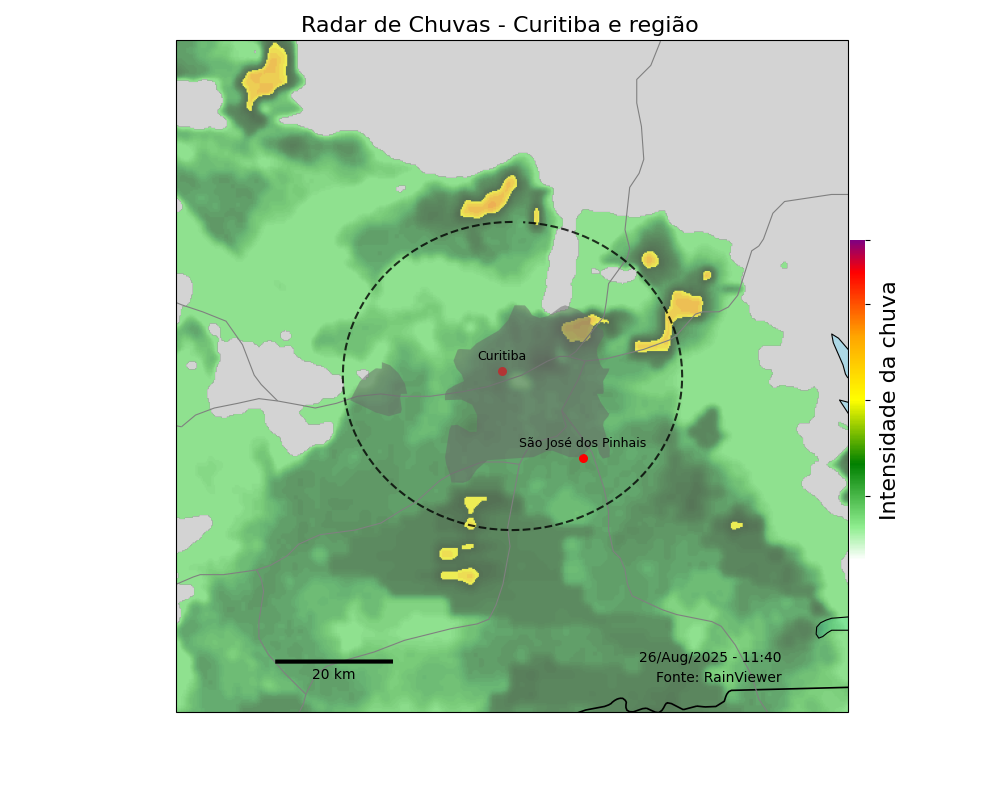 Radar de Chuvas - Curitiba e região
Curitiba
São José dos Pinhais
Intensidade da chuva
26/Aug/2025 - 11:40
20 km
Fonte: RainViewer